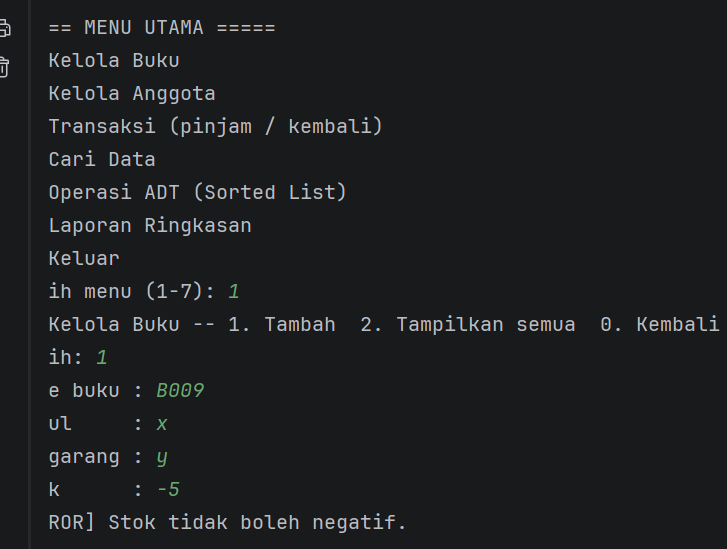 == MENU UTAMA =====
Kelola Buku
Kelola Anggota
Transaksi (pinjam / kembali)
Cari Data
Operasi ADT (Sorted List)
Laporan Ringkasan
Keluar
ih menu (1-7): 1
Kelola Buku -- 1. Tambah  2. Tampilkan semua  0. Kembali
ih: 1
e buku : B009
ul     : x
garang : y
k      : -5
ROR] Stok tidak boleh negatif.